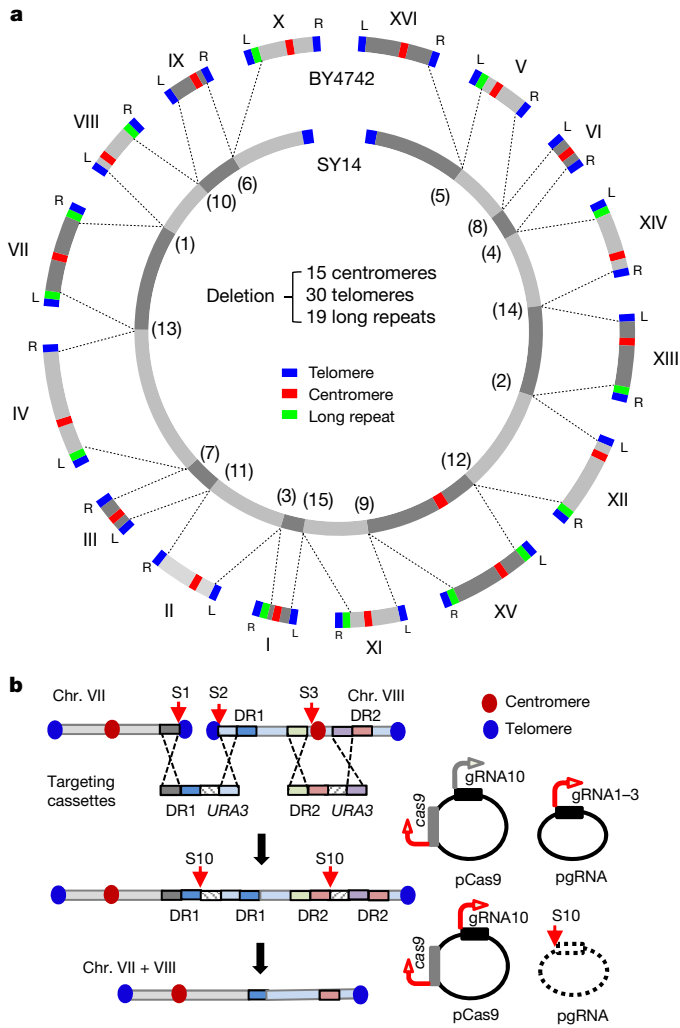 a
X
XVI
L
R
L
R
IX
L
R
BY4742
V
L
R
VIII
R
L
SY14
VI
L
R
(6)
(10)
(5)
(8)
(4)
(1)
XIV
L
R
VII
R
L
15 centromeres
Deletion
30 telomeres
19 long repeats
(13)
(14)
XIII
L
R
IV
R
L
Telomere
Centromere
Long repeat
(2)
(7)
(11)
(3)
(15)
(9)
(12)
XII
L
R
III
R
L
II
R
L
I
R
L
XI
R
L
XV
R
L
b
Chr. VII
S1
S2
S3
Chr. VIII
DR1
DR2
Centromere
Telomere
Targeting
cassettes
DR1
URA3
DR2
URA3
S10
S10
DR1
DR1
DR2
DR2
Chr. VII + VIII
gRNA10
cas9
pCas9
gRNA1–3
pgRNA
gRNA10
cas9
pCas9
S10
pgRNA